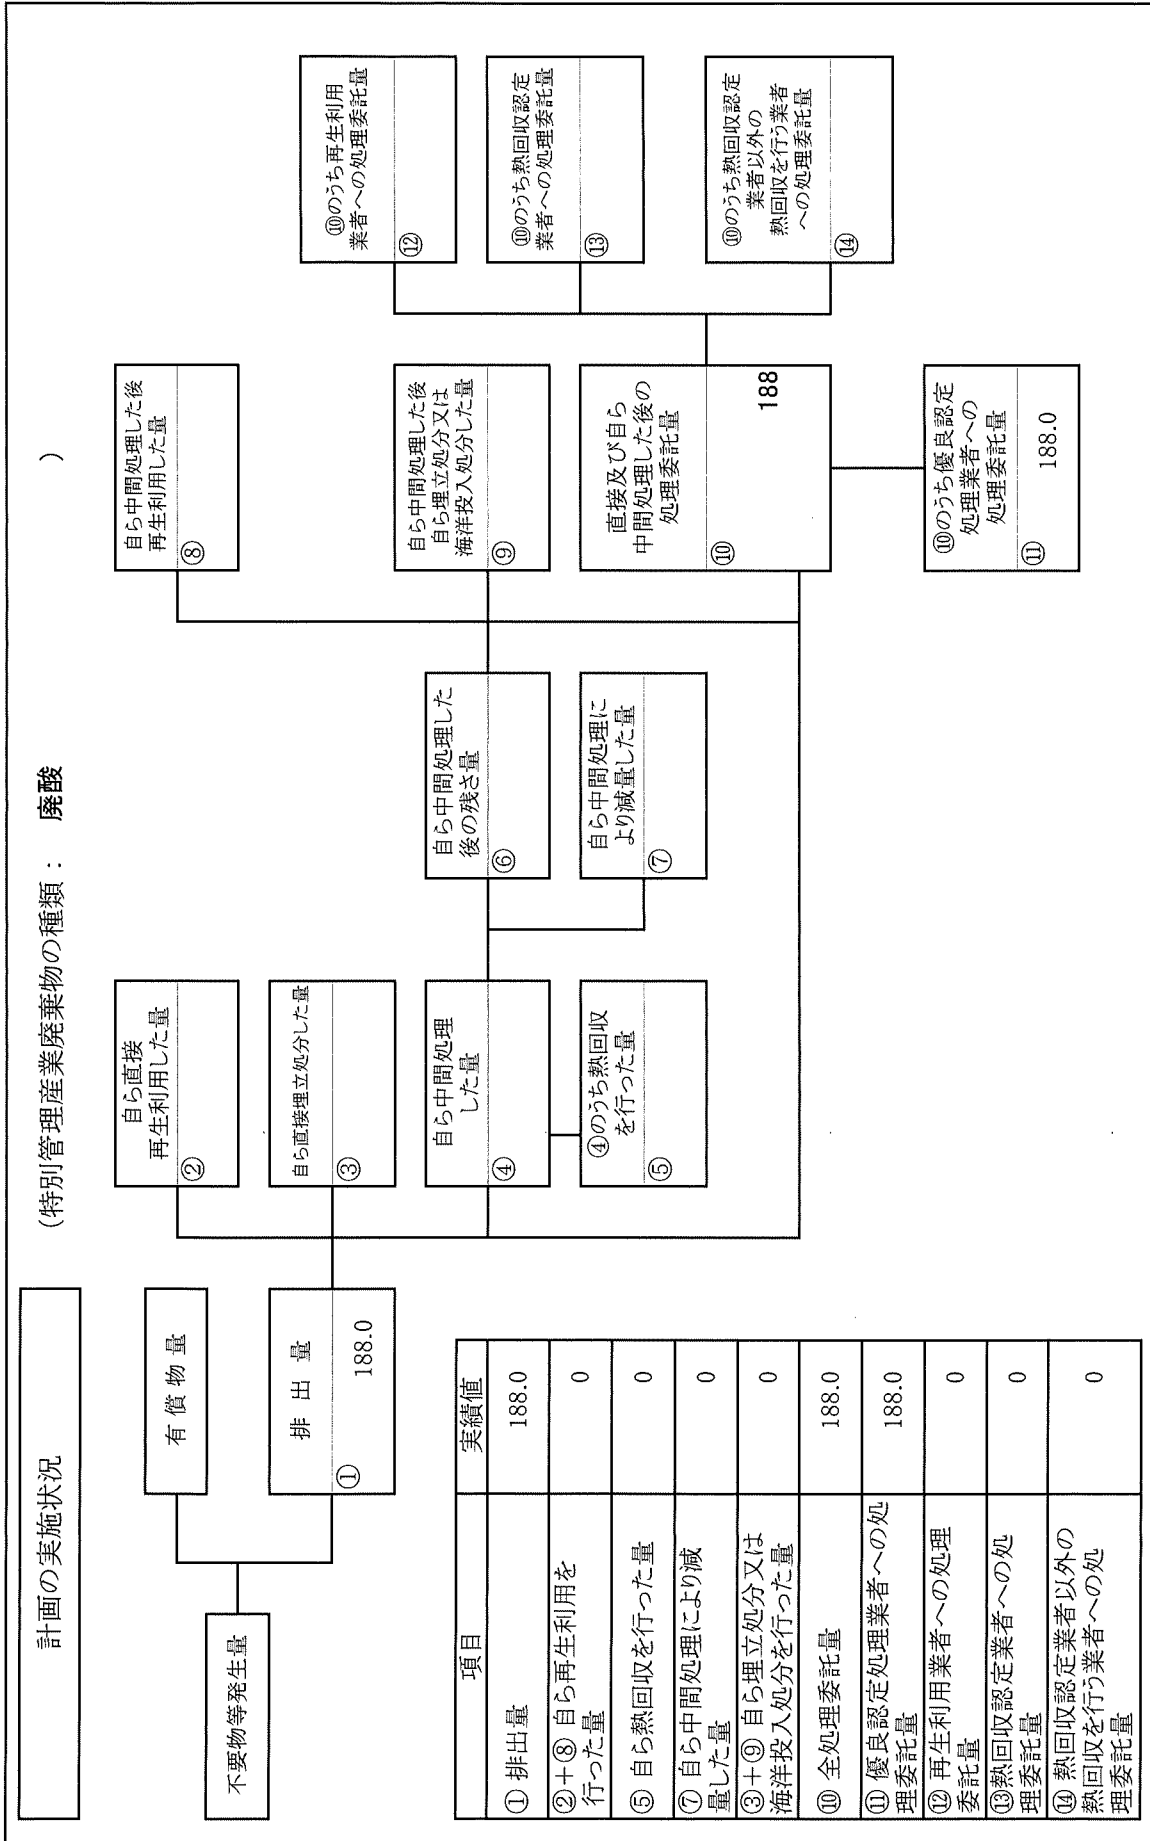 計画の実施状況
(特別管理産業廃棄物の種類： 廃酸 )
不要物等発生量
有 償 物 量
排 出 量
① 188.0
自ら直接
再生利用した量
②
自ら直接埋立処分した量
③
自ら中間処理
した量
④
④のうち熱回収
を行った量
⑤
自ら中間処理した
後の残さ量
⑥
自ら中間処理に
より減量した量
⑦
自ら中間処理した後
再生利用した量
⑧
自ら中間処理した後
自ら埋立処分又は
海洋投入処分した量
⑨
直接及び自ら
中間処理した後の
処理委託量
⑩
188
⑩のうち優良認定
処理業者への
処理委託量
⑪ 188.0
⑩のうち再生利用
業者への処理委託量
⑫
⑩のうち熱回収認定
業者への処理委託量
⑬
⑩のうち熱回収認定
業者以外の
熱回収を行う業者
への処理委託量
⑭
項目 実績値
① 排出量 188.0
②＋⑧ 自ら再生利用を
行った量 0
⑤ 自ら熱回収を行った量 0
⑦ 自ら中間処理により減
量した量 0
③＋⑨ 自ら埋立処分又は
海洋投入処分を行った量 0
⑩ 全処理委託量 188.0
⑪ 優良認定処理業者への処
理委託量 188.0
⑫ 再生利用業者への処理
委託量 0
⑬熱回収認定業者への処
理委託量 0
⑭ 熱回収認定業者以外の
熱回収を行う業者への処
理委託量 0